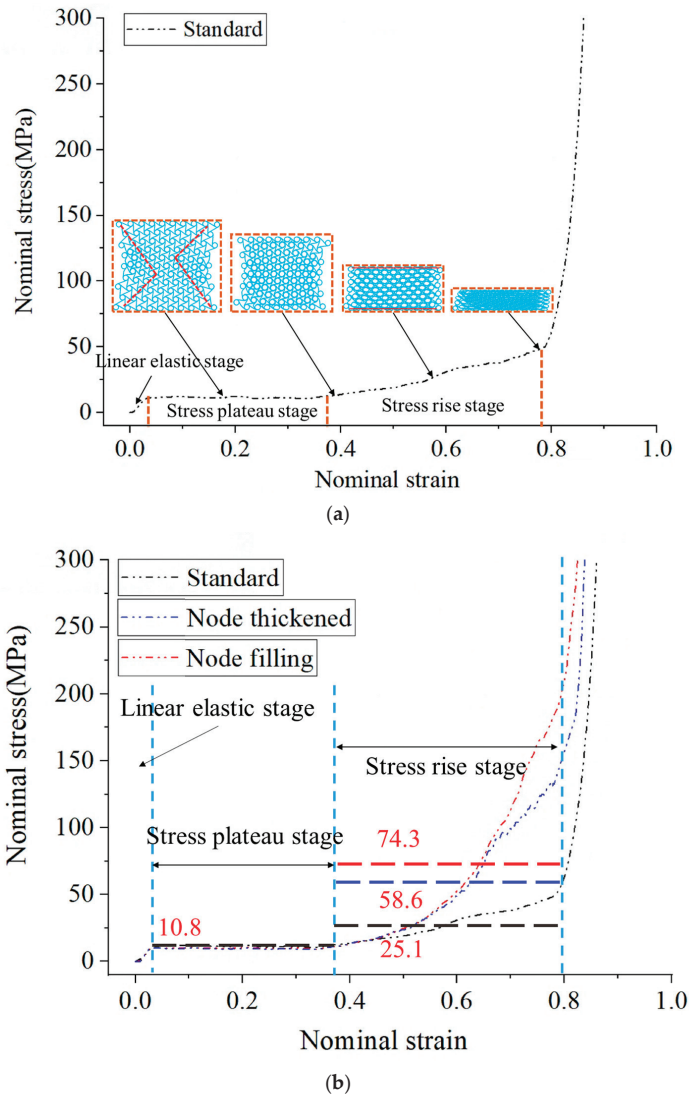 300
Standard
250
200
150
100
50
0
Nominal stress(MPa)
Linear elastic stage
Stress plateau stage
Stress rise stage
0.0 0.2 0.4 0.6 0.8 1.0
Nominal strain
(a)
300
Standard
Node thickened
Node filling
250
200
150
100
50
0
Nominal stress(MPa)
Linear elastic stage
Stress rise stage
Stress plateau stage
74.3
58.6
10.8
25.1
0.0 0.2 0.4 0.6 0.8 1.0
Nominal strain
(b)